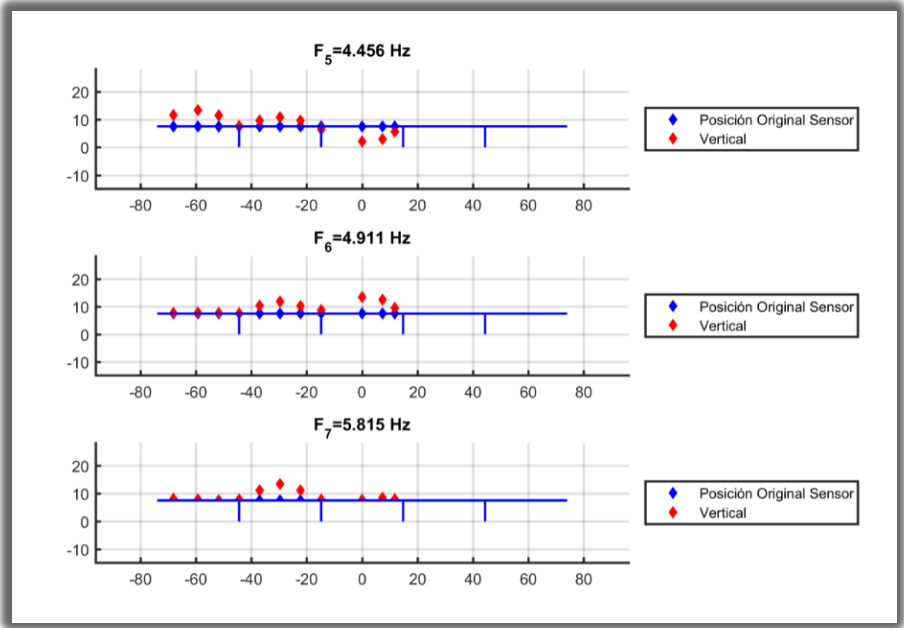 F5=4.456 Hz
20
10
0
-10
-80 -60 -40 -20 0 20 40 60 80
Posición Original Sensor
Vertical
F6=4.911 Hz
20
10
0
-10
-80 -60 -40 -20 0 20 40 60 80
Posición Original Sensor
Vertical
F7=5.815 Hz
20
10
0
-10
-80 -60 -40 -20 0 20 40 60 80
Posición Original Sensor
Vertical